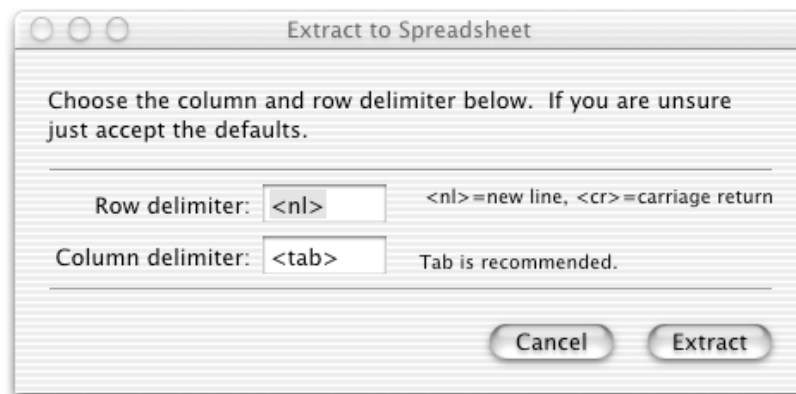 Extract to Spreadsheet
Choose the column and row delimiter below.  If you are unsure
just accept the defaults.
Row delimiter: <nl> <nl>=new line, <cr>=carriage return
Column delimiter: <tab> Tab is recommended.
Cancel Extract